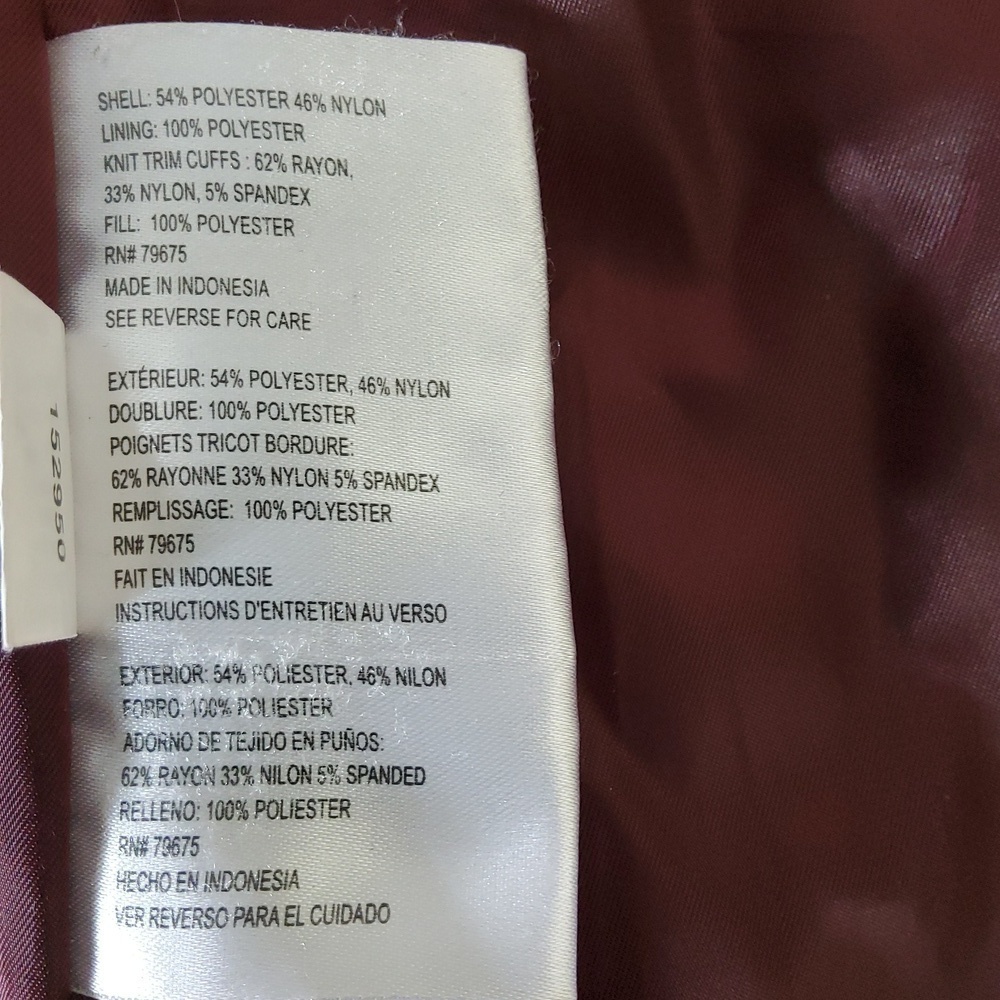 SHELL: 54% POLYESTER 46% NYLON
LINING: 100% POLYESTER
KNIT TRIM CUFFS : 62% RAYON,
33% NYLON, 5% SPANDEX
FILL: 100% POLYESTER
RN# 79675
MADE IN INDONESIA
SEE REVERSE FOR CARE
EXTÉRIEUR: 54% POLYESTER, 46% NYLON
DOUBLURE: 100% POLYESTER
POIGNETS TRICOT BORDURE:
62% RAYONNE 33% NYLON 5% SPANDEX
REMPLISSAGE: 100% POLYESTER
RN# 79675
FAIT EN INDONESIE
INSTRUCTIONS D'ENTRETIEN AU VERSO
EXTERIOR: 54% POLIESTER, 46% NILON
FORRO: 100% POLIESTER
ADORNO DE TEJIDO EN PUÑOS:
62% RAYON 33% NILON 5% SPANDED
RELLENO: 100% POLIESTER
RN# 79675
HECHO EN INDONESIA
VER REVERSO PARA EL CUIDADO
152950